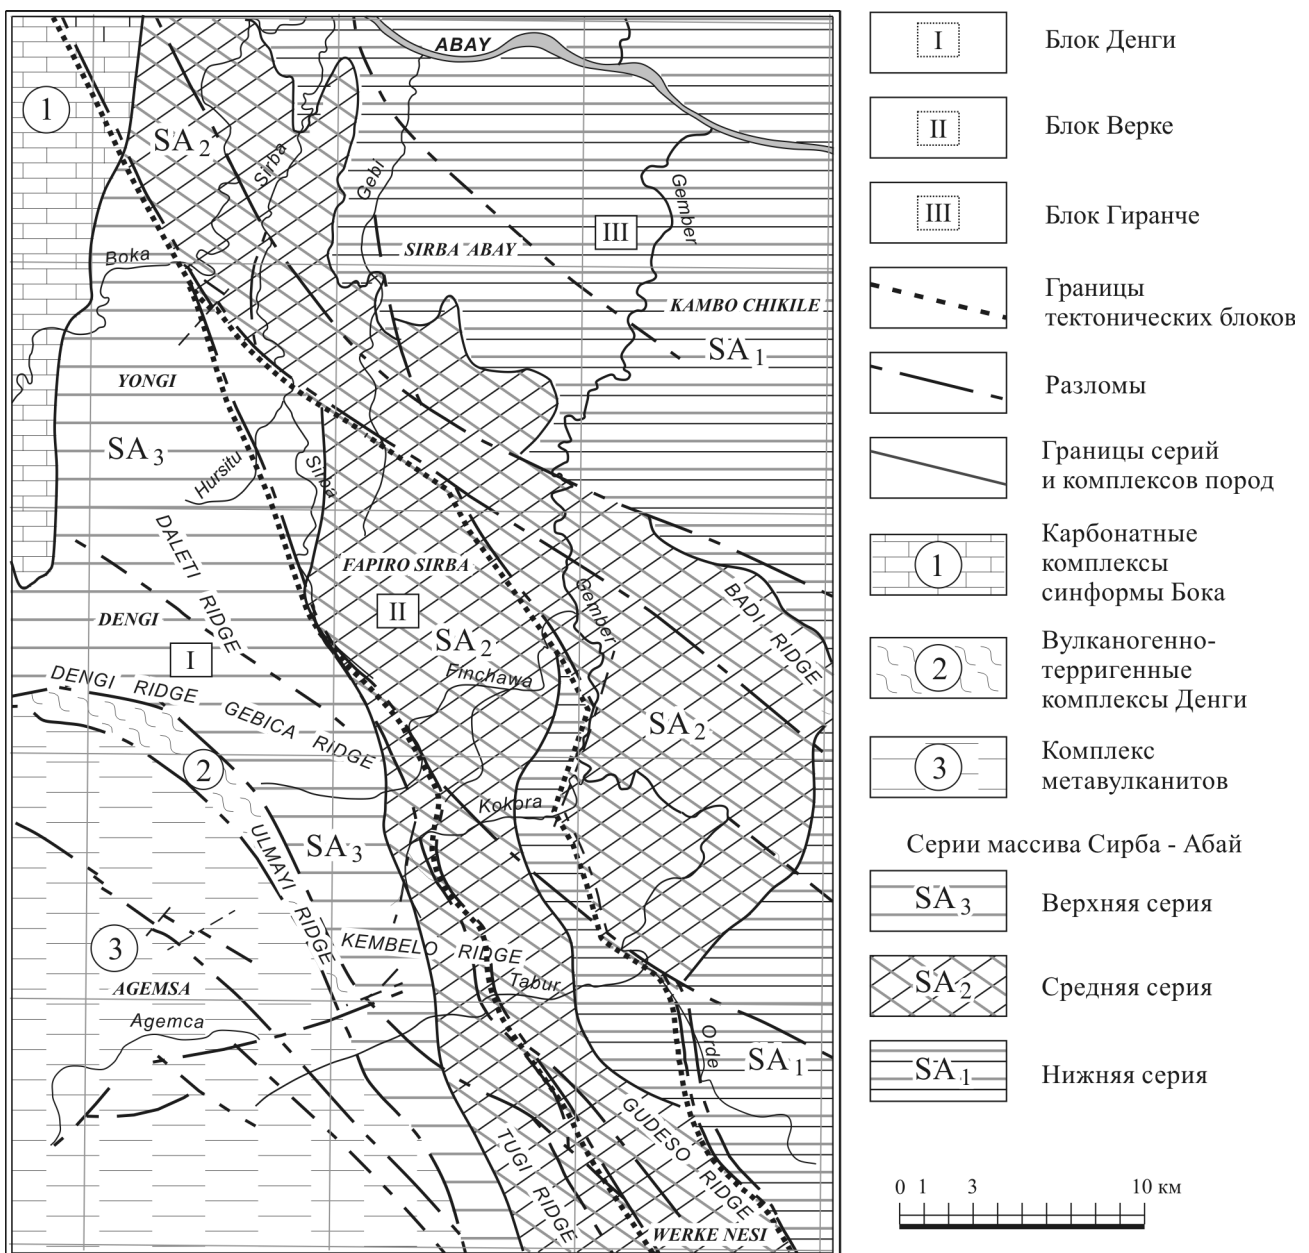 ABAY
1
SA2
Sirba
Gebi
Gember
III
SIRBA ABAY
Boka
KAMBO CHIKILE
SA1
YONGI
SA3
Hursitu
Sirba
DALETI RIDGE
FAPIRO SIRBA
Gember
BADI RIDGE
DENGI
II
SA2
I
Finchawa
DENGI RIDGE
GEBICA RIDGE
SA2
2
Kokora
ULMAYI RIDGE
SA3
3
KEMBELO RIDGE
Tabur
AGEMSA
Agemca
Orde
SA1
GUDESO RIDGE
TUGI RIDGE
WERKE NESI
I
Блок Денги
II
Блок Верке
III
Блок Гиранче
Границы
тектонических блоков
Разломы
Границы серий
и комплексов пород
1
Карбонатные
комплексы
синформы Бока
2
Вулканогенно-
терригенные
комплексы Денги
3
Комплекс
метавулканитов
Серии массива Сирба - Абай
SA3
Верхняя серия
SA2
Средняя серия
SA1
Нижняя серия
0 1 3 10 км